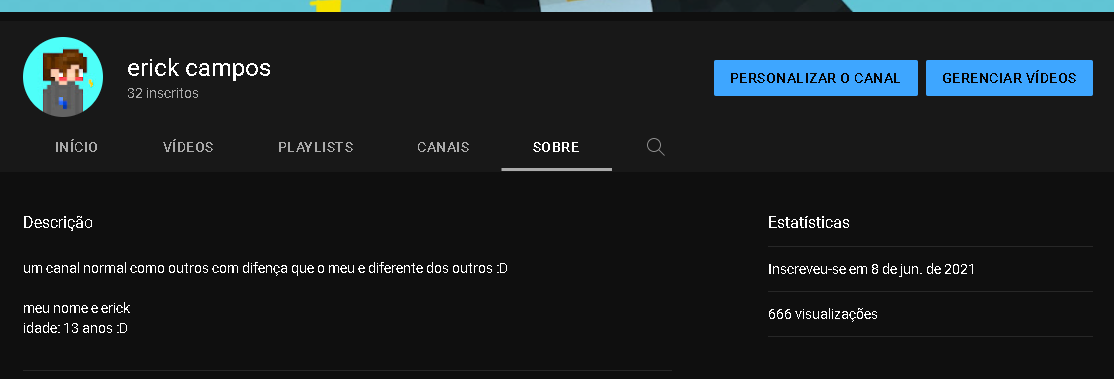 erick campos
32 inscritos
PERSONALIZAR O CANAL
GERENCIAR VÍDEOS
INÍCIO
VÍDEOS
PLAYLISTS
CANAIS
SOBRE
Descrição
um canal normal como outros com difença que o meu e diferente dos outros :D
meu nome e erick
idade: 13 anos :D
Estatísticas
Inscreveu-se em 8 de jun. de 2021
666 visualizações